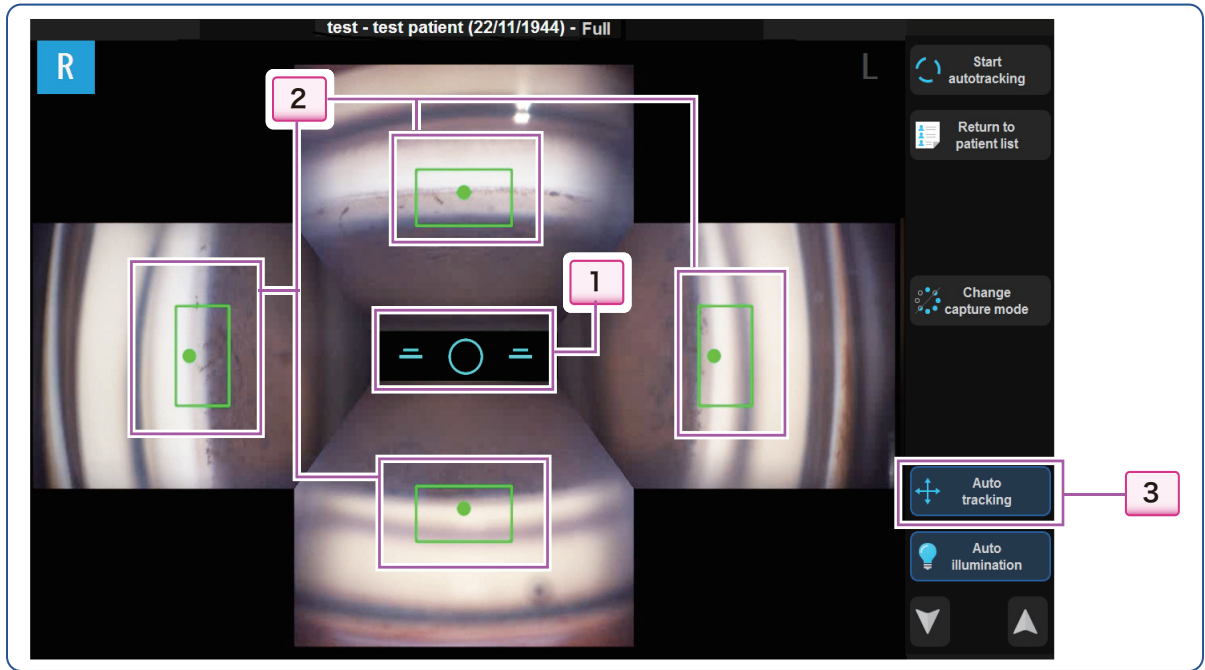 test - test patient (22/11/1944) - Full
R
L
Start
autotracking
2
Return to
patient list
1
Change
capture mode
Auto
tracking
3
Auto
illumination